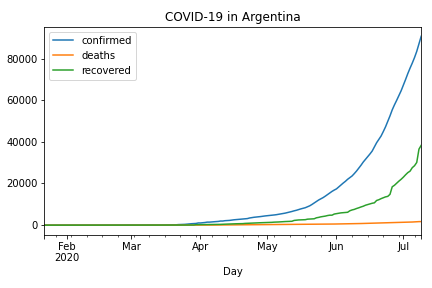 COVID-19 in Argentina
confirmed
deaths
recovered
80000
60000
40000
20000
0
Feb Mar Apr May Jun Jul
2020
Day